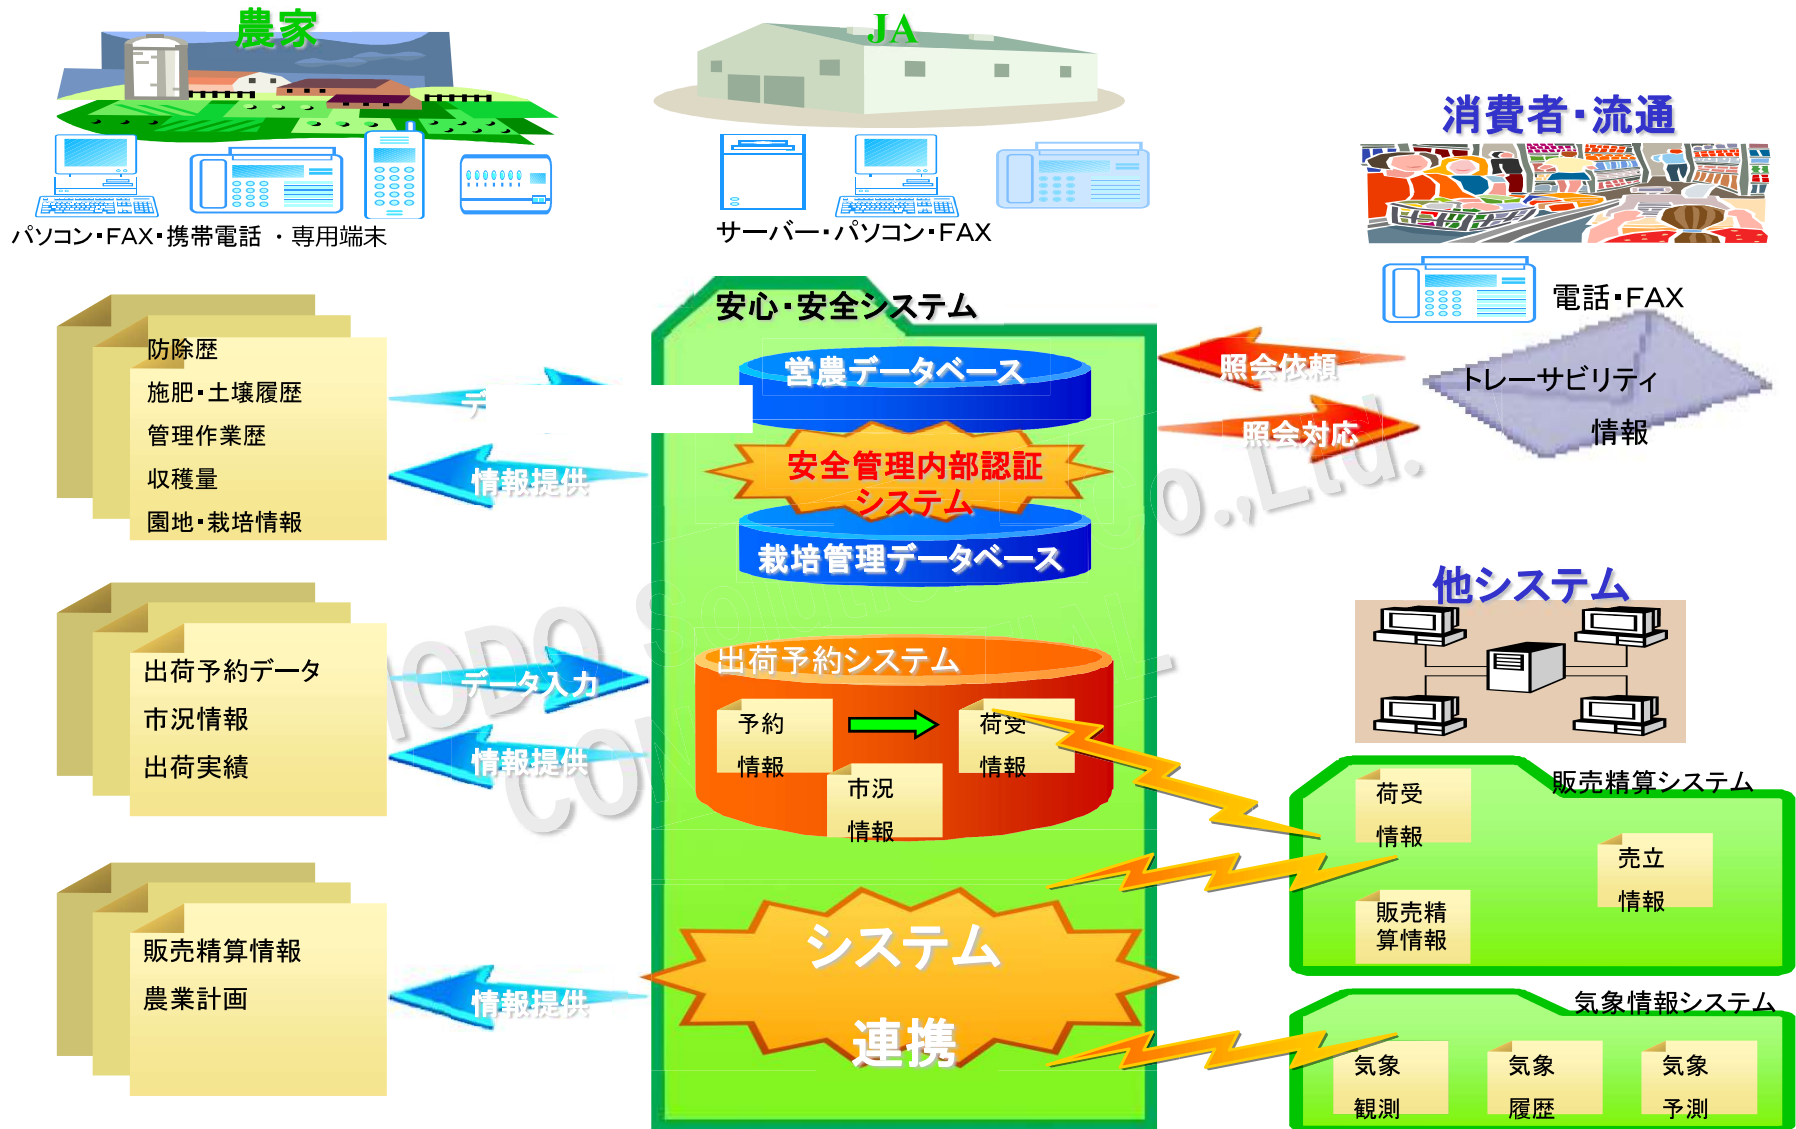 農家
JA
消費者・流通
パソコン・FAX・携帯電話 ・専用端末
サーバー・パソコン・FAX
電話・FAX
安心・安全システム
防除歴
施肥・土壌履歴
管理作業歴
収穫量
園地・栽培情報
デ
情報提供
営農データベース
安全管理内部認証
システム
栽培管理データベース
照会依頼
照会対応
トレーサビリティ
情報
Co.,Ltd.
他システム
出荷予約データ
市況情報
出荷実績
データ入力
情報提供
出荷予約システム
予約
情報
荷受
情報
市況
情報
販売精算システム
荷受
情報
売立
情報
販売精
算情報
販売精算情報
農業計画
情報提供
システム
連携
気象情報システム
気象
観測
気象
履歴
気象
予測